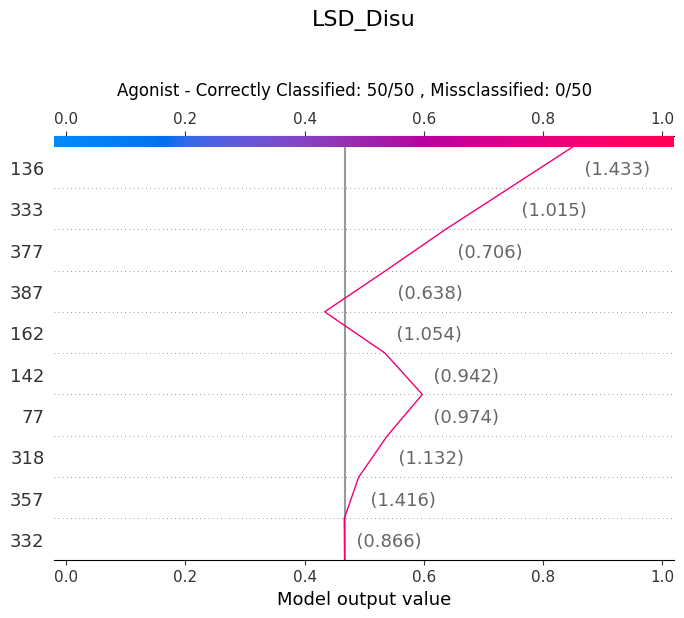 LSD_Disu
Agonist - Correctly Classified: 50/50 , Missclassified: 0/50
0.0 0.2 0.4 0.6 0.8 1.0
136 (1.433)
333 (1.015)
377 (0.706)
387 (0.638)
162 (1.054)
142 (0.942)
77 (0.974)
318 (1.132)
357 (1.416)
332 (0.866)
0.0 0.2 0.4 0.6 0.8 1.0
Model output value